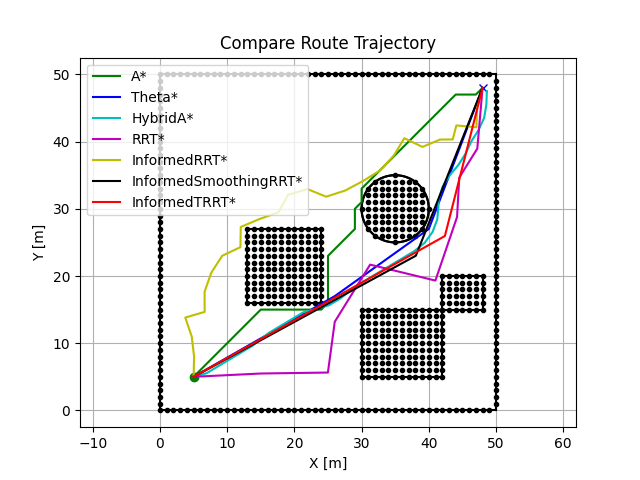 Compare Route Trajectory
A*
Theta*
HybridA*
RRT*
InformedRRT*
InformedSmoothingRRT*
InformedTRRT*
50
40
30
20
10
0
Y [m]
−10 0 10 20 30 40 50 60
X [m]